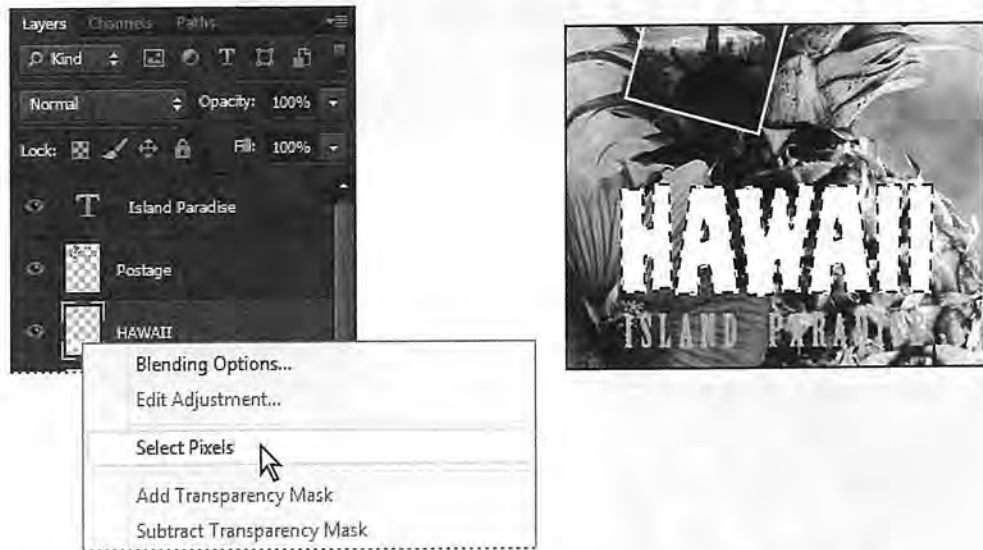 Layers Channels Paths
Kind T
Normal Opacity: 100%
Lock: Fill: 100%
T Island Paradise
Postage
HAWAII
Blending Options...
Edit Adjustment...
Select Pixels
Add Transparency Mask
Subtract Transparency Mask
HAWAII
ISLAND PARADISE